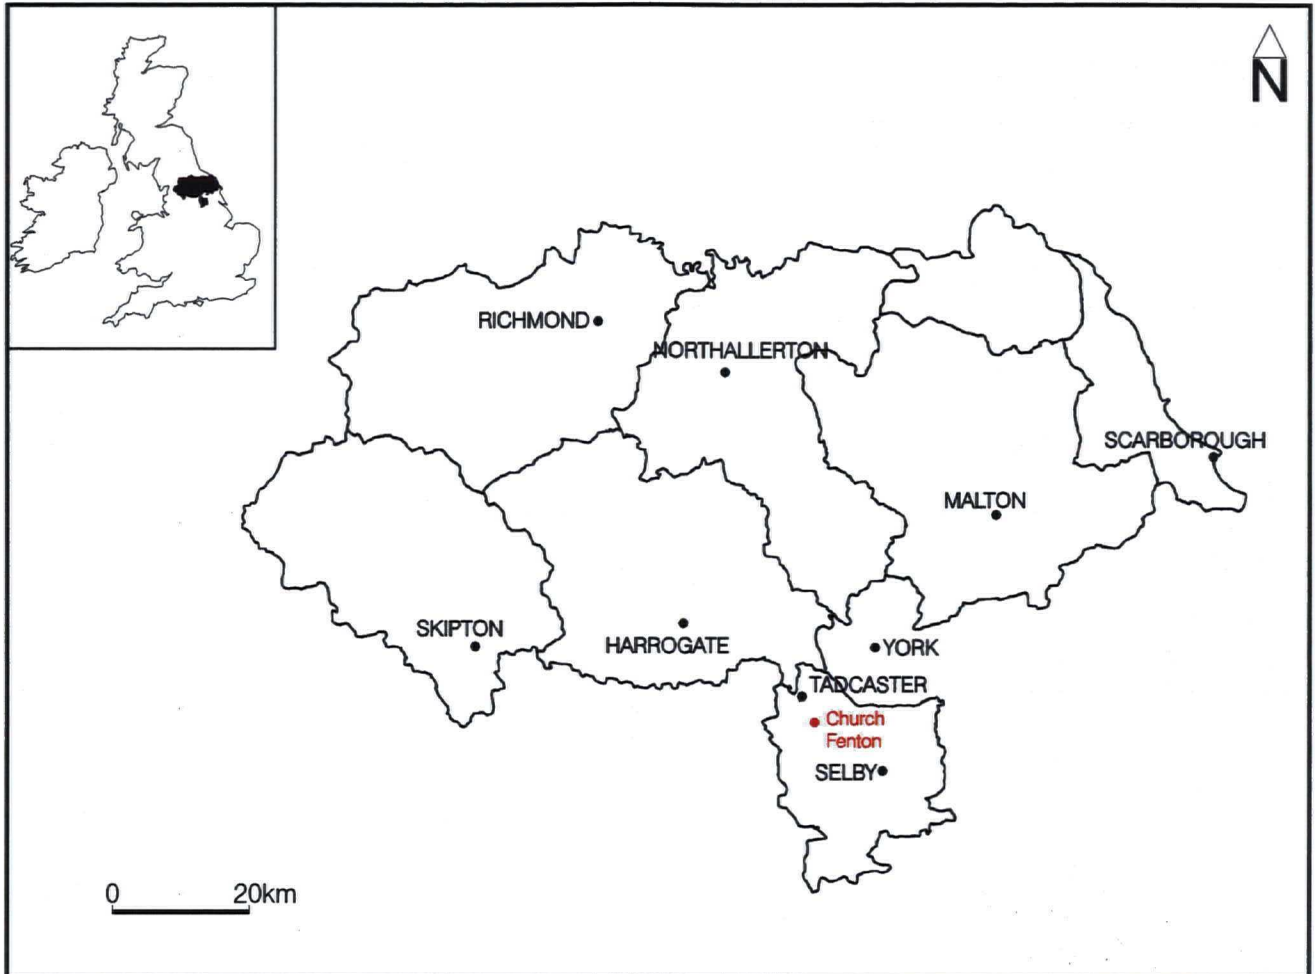 N
RICHMOND
NORTHALLERTON
SCARBOROUGH
MALTON
SKIPTON
HARROGATE
YORK
TADCASTER
Church
Fenton
SELBY
0 20km